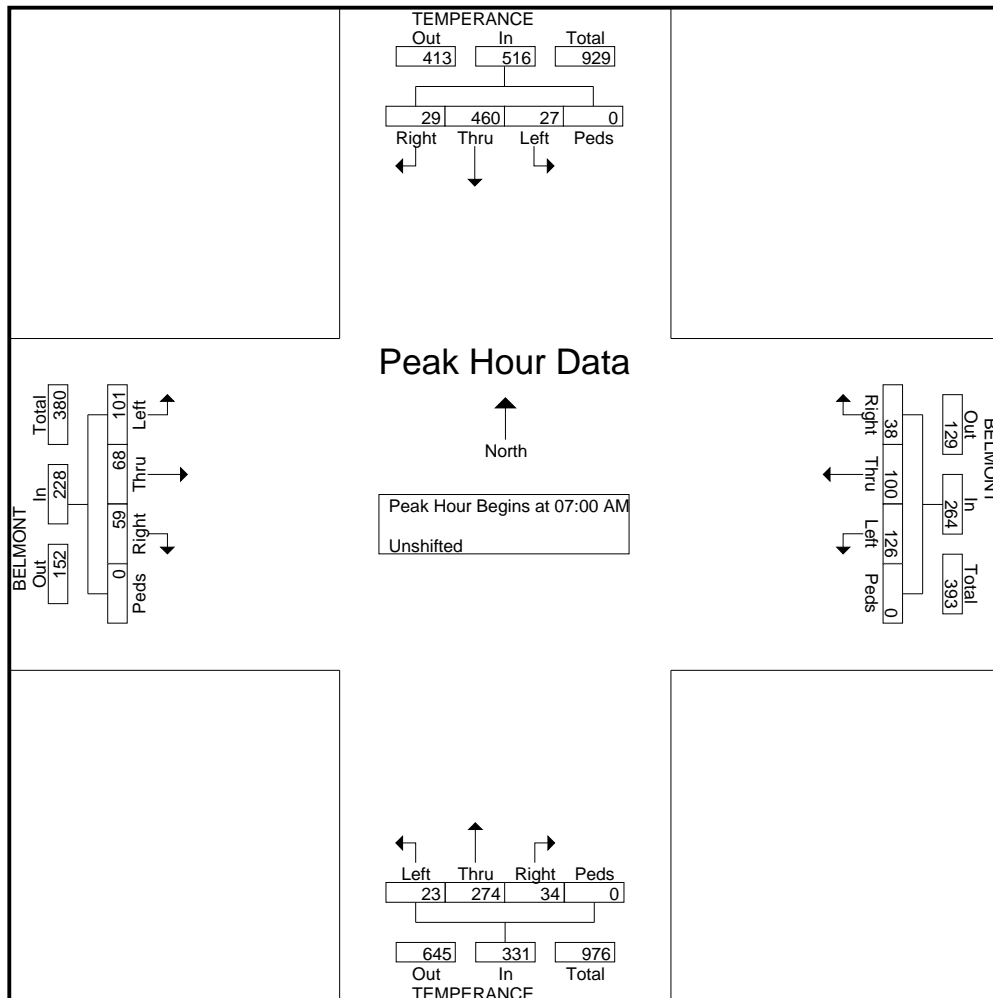 TEMPERANCE
Out In Total
413 516 929
29 460 27 0
Right Thru Left Peds
Peak Hour Data
North
Peak Hour Begins at 07:00 AM
Unshifted
BELMONT
Out In Total
152 228 380
101 68 59 0
Left Thru Right Peds
BELMONT
Out In Total
129 264 393
38 100 126 0
Right Thru Left Peds
Left Thru Right Peds
23 274 34 0
645 331 976
Out In Total
TEMPERANCE